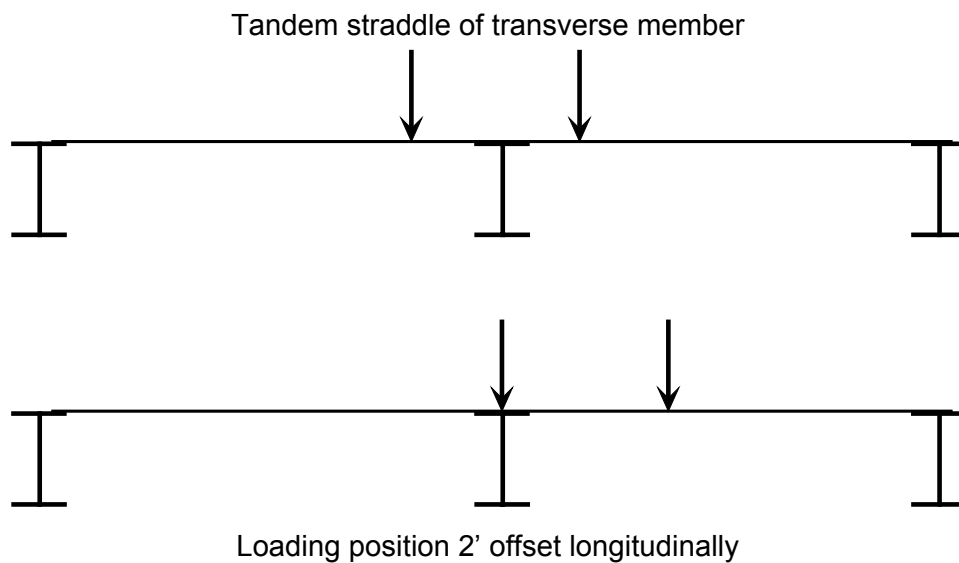 Tandem straddle of transverse member
Loading position 2’ offset longitudinally